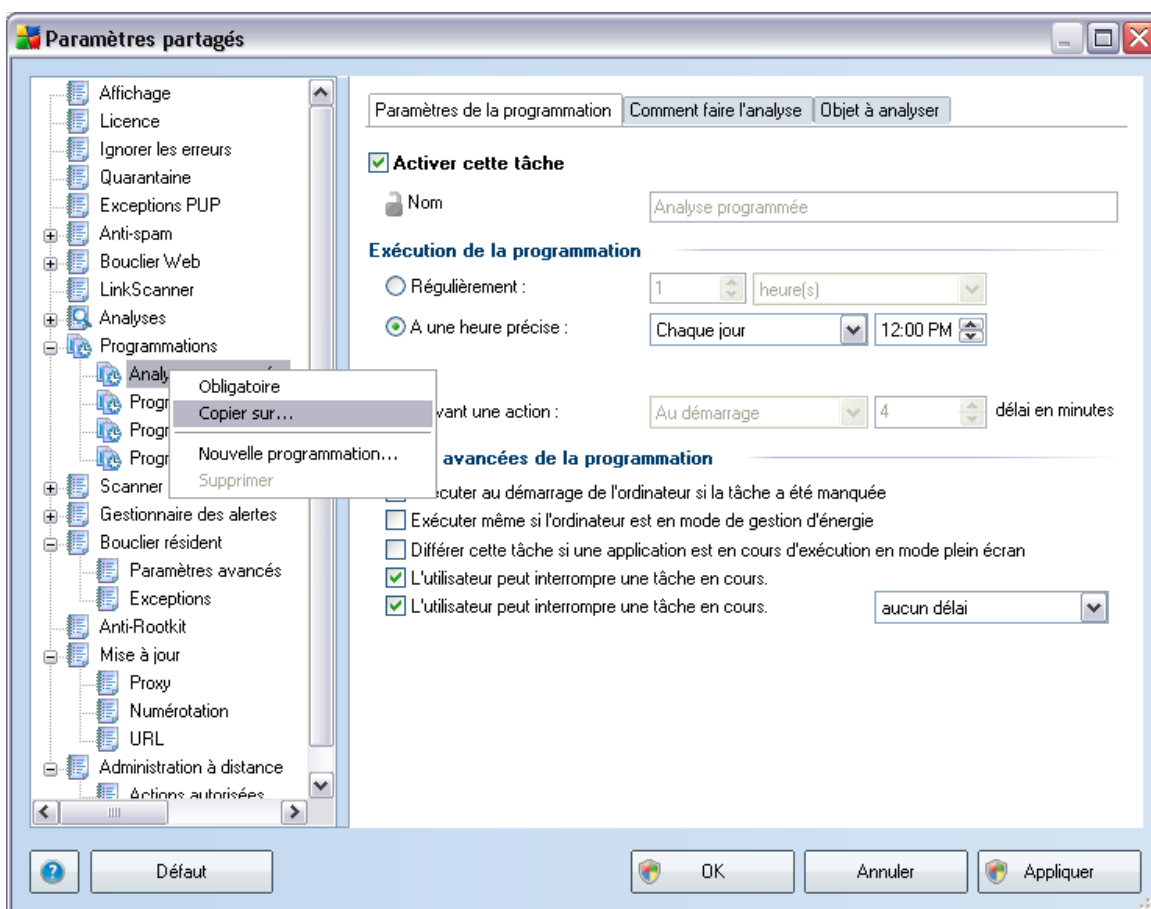 Paramètres partagés
Affichage
Licence
Ignorer les erreurs
Quarantaine
Exceptions PUP
Anti-spam
Bouclier Web
LinkScanner
Analyses
Programmations
Scanner
Gestionnaire des alertes
Bouclier résident
Paramètres avancés
Exceptions
Anti-Rootkit
Mise à jour
Proxy
Numérotation
URL
Administration à distance
Actions autorisées
Obligatoire
Copier sur...
Nouvelle programmation...
Supprimer
Paramètres de la programmation Comment faire l'analyse Objet à analyser
Activer cette tâche
Nom Analyse programmée
Exécution de la programmation
Régulièrement : 1 heure(s)
A une heure précise : Chaque jour 12:00 PM
une action : Au démarrage 4 délai en minutes
avancées de la programmation
au démarrage de l'ordinateur si la tâche a été manquée
Exécuter même si l'ordinateur est en mode de gestion d'énergie
Différer cette tâche si une application est en cours d'exécution en mode plein écran
L'utilisateur peut interrompre une tâche en cours.
L'utilisateur peut interrompre une tâche en cours. aucun délai
Défaut OK Annuler Appliquer